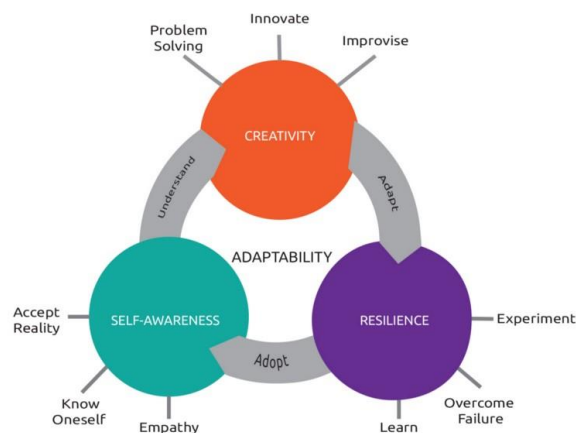 Innovate
Problem
Solving
Improvise
CREATIVITY
Understand
Adapt
ADAPTABILITY
Accept
Reality
SELF-AWARENESS
RESILIENCE
Experiment
Adopt
Know
Oneself
Empathy
Learn
Overcome
Failure